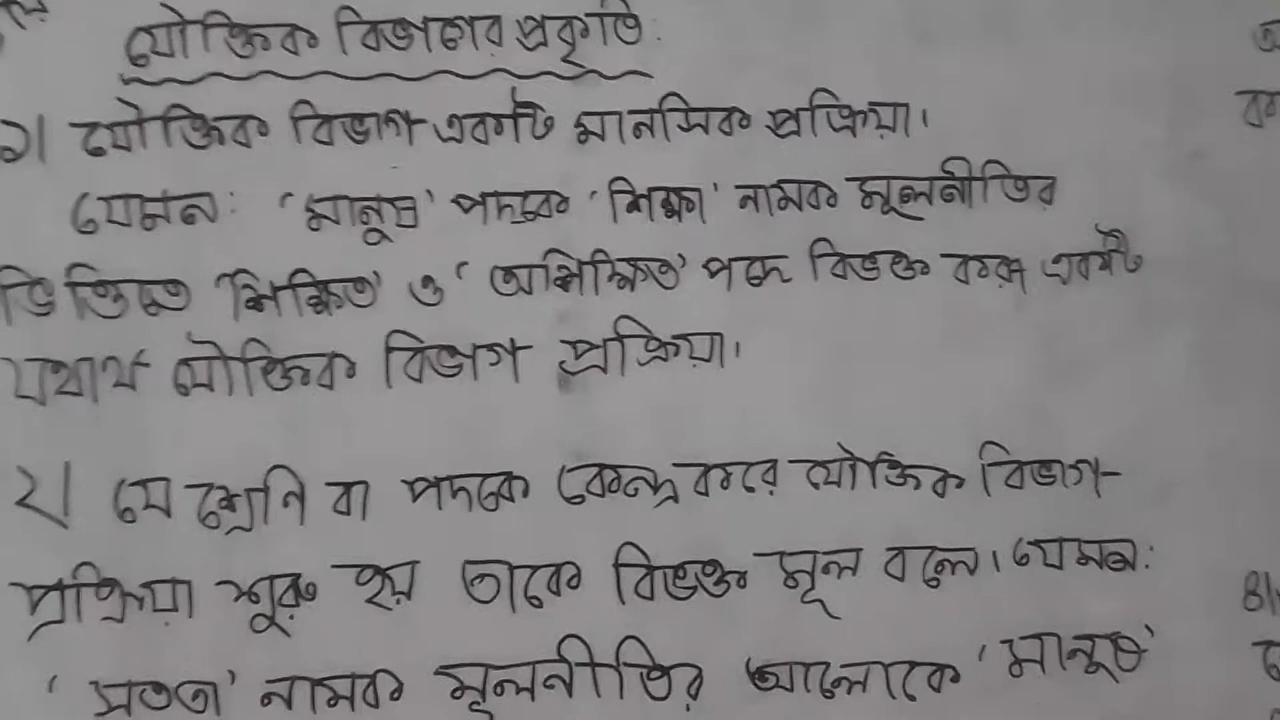 যৌক্তিক বিভাগের প্রকৃতি:
১। যৌক্তিক বিভাগ একটি মানসিক প্রক্রিয়া।
যেমন: 'মানুষ' পদকে 'শিক্ষা' নামক মূলনীতির
ভিত্তিতে 'শিক্ষিত' ও 'অশিক্ষিত' পদে বিভক্ত করা একটি
যথার্থ যৌক্তিক বিভাগ প্রক্রিয়া।
২। যে শ্রেনি বা পদকে কেন্দ্র করে যৌক্তিক বিভাগ
প্রক্রিয়া শুরু হয় তাকে বিভক্ত মূল বলে। যেমন:
'সততা' নামক মূলনীতির আলোকে 'মানুষ'